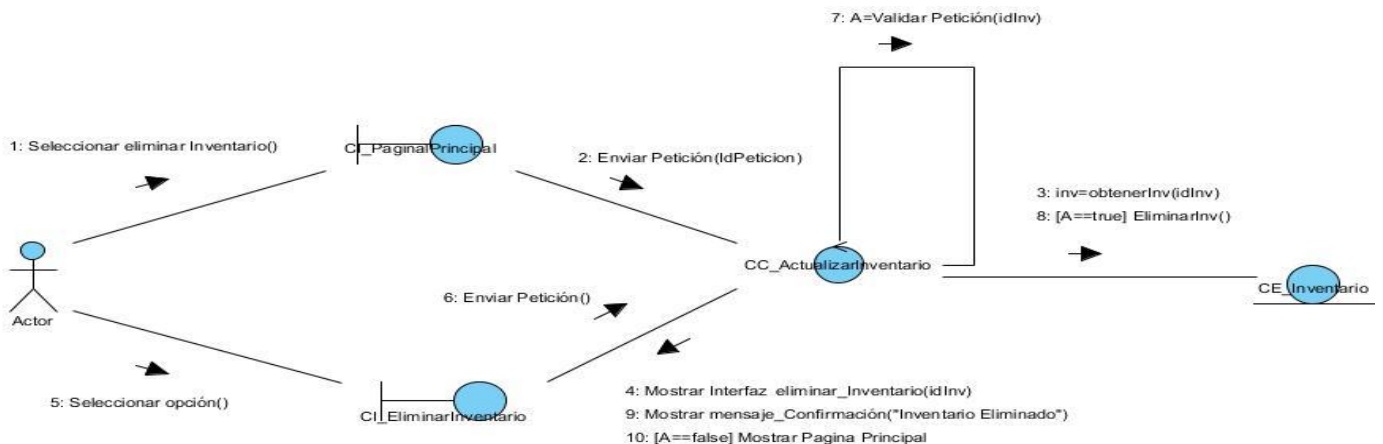 7: A=Validar Petición(idInv)
1: Seleccionar eliminar Inventario()
CI_PaginaPrincipal
2: Enviar Petición(IdPeticion)
3: inv=obtenerInv(idInv)
8: [A==true] EliminarInv()
CC_ActualizarInventario
CE_Inventario
6: Enviar Petición()
Actor
5: Seleccionar opción()
CI_EliminarInventario
4: Mostrar Interfaz eliminar_Inventario(idInv)
9: Mostrar mensaje_Confirmación("Inventario Eliminado")
10: [A==false] Mostrar Pagina Principal